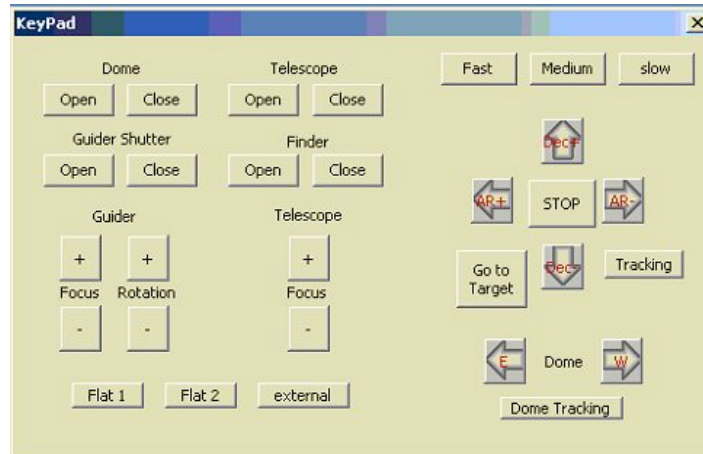 KeyPad
Dome Telescope
Open Close Open Close
Guider Shutter Finder
Open Close Open Close
Guider Telescope
+ + +
Focus Rotation Focus
- - -
Flat 1 Flat 2 external
Fast Medium slow
Dec+
AR+ STOP AR-
Go to
Target
Dec- Tracking
E Dome W
Dome Tracking